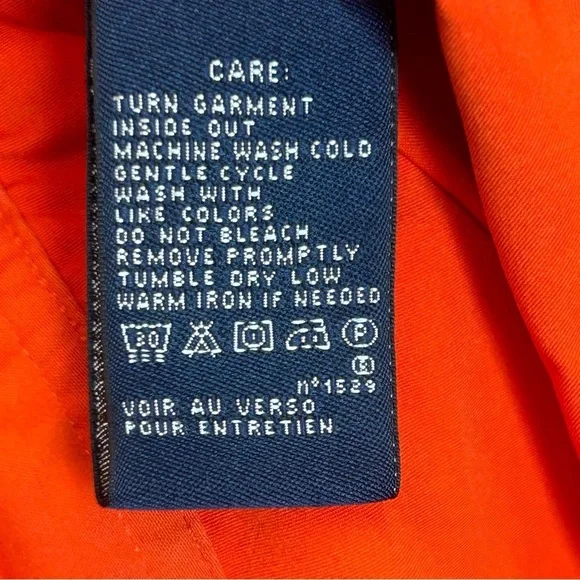 CARE:
TURN GARMENT
INSIDE OUT
MACHINE WASH COLD
GENTLE CYCLE
WASH WITH
LIKE COLORS
DO NOT BLEACH
REMOVE PROMPTLY
TUMBLE DRY LOW
WARM IRON IF NEEDED
30 P
K
n° 1529
VOIR AU VERSO
POUR ENTRETIEN.